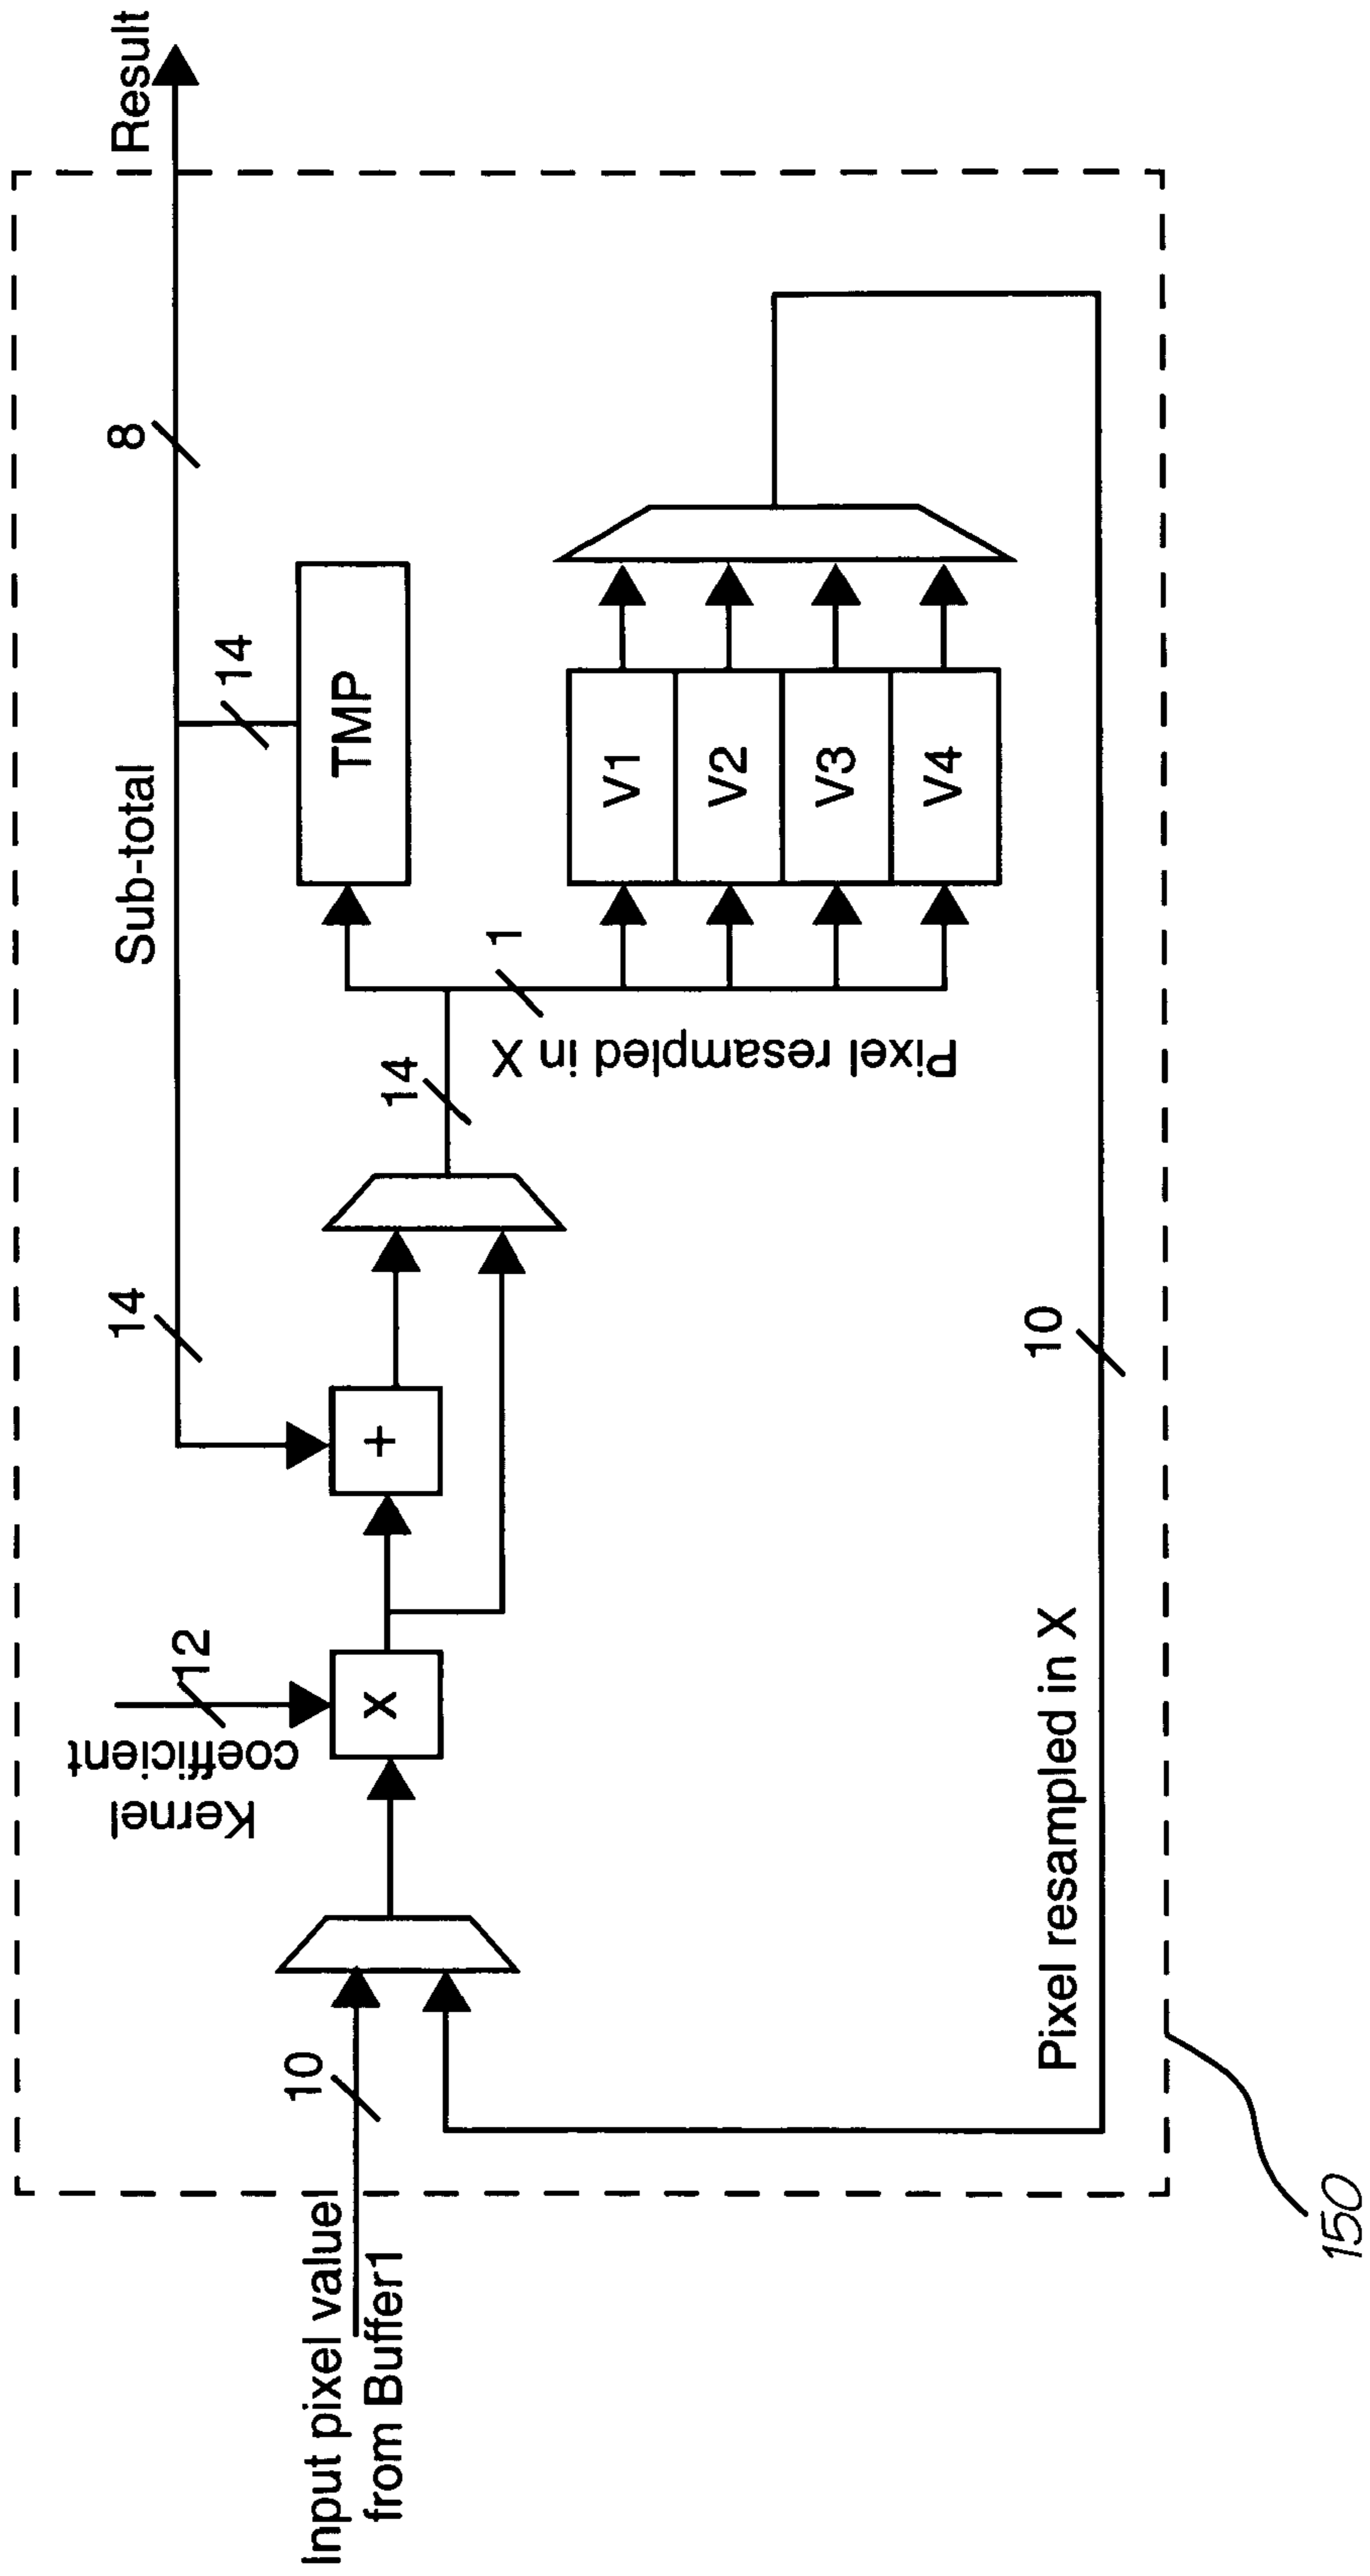 Result
8
Sub-total
14
14
TMP
V1
V2
V3
V4
1
Pixel resampled in X
14
+
12
Kernel
coefficient
X
10
Input pixel value
from Buffer1
10
Pixel resampled in X
150